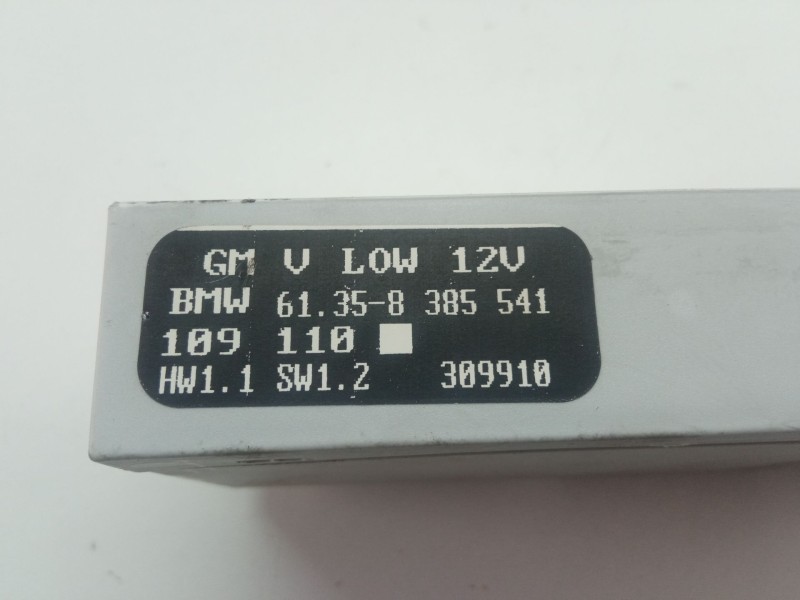 GM V LOW 12V
BMW 61.35-8 385 541
109 110
HW1.1 SW1.2 309910